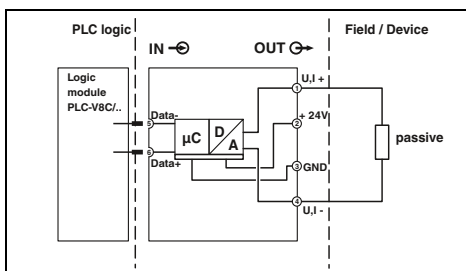 PLC logic
IN
OUT
Field / Device
Logic
module
PLC-V8C/..
Data-
5
Data+
6
µC
D
A
U,I +
1
+ 24V
2
GND
3
U,I -
4
passive